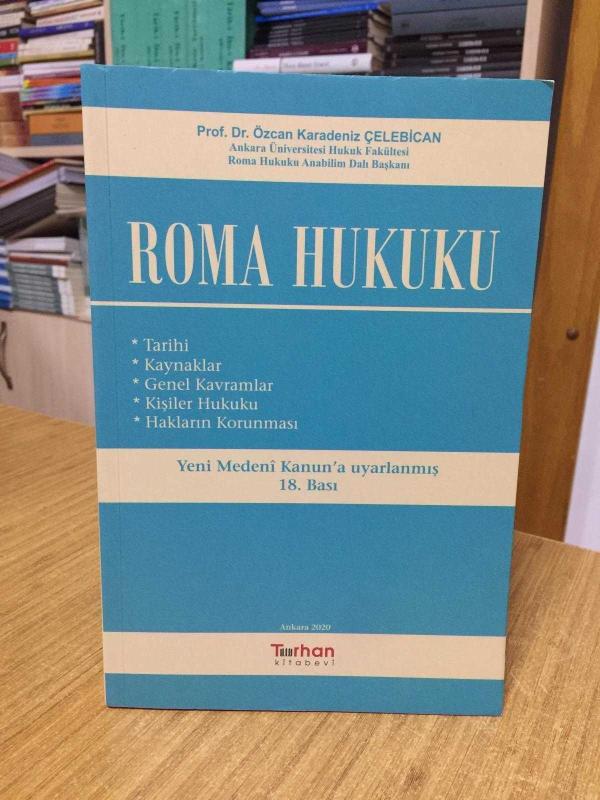 Prof. Dr. Özcan Karadeniz ÇELEBİCAN
Ankara Üniversitesi Hukuk Fakültesi
Roma Hukuku Anabilim Dalı Başkanı
ROMA HUKUKU
* Tarihi
* Kaynaklar
* Genel Kavramlar
* Kişiler Hukuku
* Hakların Korunması
Yeni Medenî Kanun'a uyarlanmış
18. Bası
Ankara 2020
Turhan
kitabevi